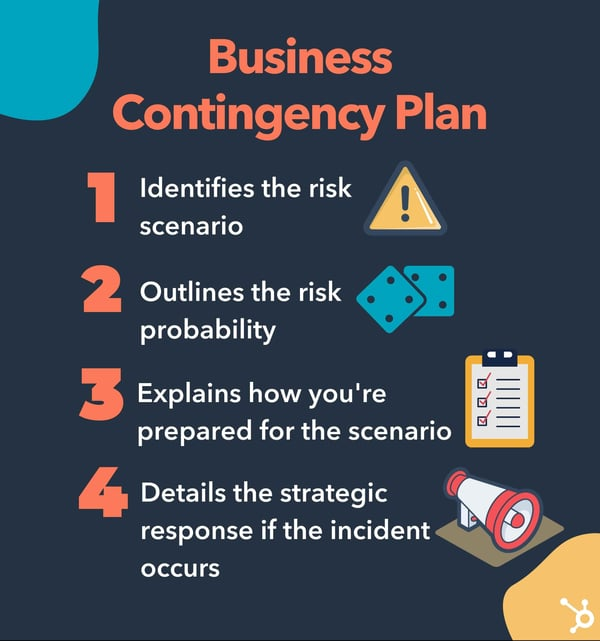 Business
Contingency Plan
1
Identifies the risk
scenario
2
Outlines the risk
probability
3
Explains how you're
prepared for the scenario
4
Details the strategic
response if the incident
occurs